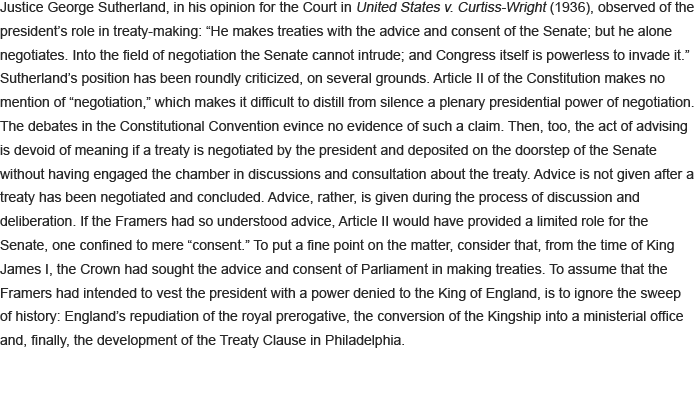 Justice George Sutherland, in his opinion for the Court in United States v. Curtiss-Wright (1936), observed of the
president’s role in treaty-making: “He makes treaties with the advice and consent of the Senate; but he alone
negotiates. Into the field of negotiation the Senate cannot intrude; and Congress itself is powerless to invade it.”
Sutherland’s position has been roundly criticized, on several grounds. Article II of the Constitution makes no
mention of “negotiation,” which makes it difficult to distill from silence a plenary presidential power of negotiation.
The debates in the Constitutional Convention evince no evidence of such a claim. Then, too, the act of advising
is devoid of meaning if a treaty is negotiated by the president and deposited on the doorstep of the Senate
without having engaged the chamber in discussions and consultation about the treaty. Advice is not given after a
treaty has been negotiated and concluded. Advice, rather, is given during the process of discussion and
deliberation. If the Framers had so understood advice, Article II would have provided a limited role for the
Senate, one confined to mere “consent.” To put a fine point on the matter, consider that, from the time of King
James I, the Crown had sought the advice and consent of Parliament in making treaties. To assume that the
Framers had intended to vest the president with a power denied to the King of England, is to ignore the sweep
of history: England’s repudiation of the royal prerogative, the conversion of the Kingship into a ministerial office
and, finally, the development of the Treaty Clause in Philadelphia.